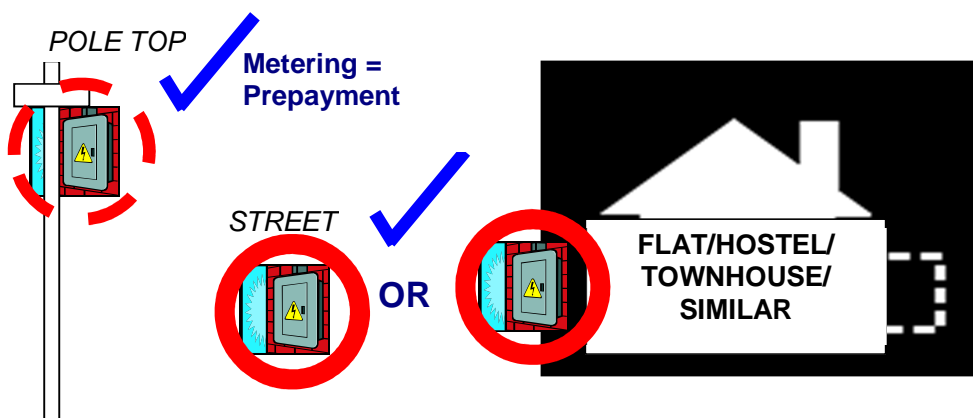 POLE TOP
Metering =
Prepayment
STREET
OR
FLAT/HOSTEL/
TOWNHOUSE/
SIMILAR